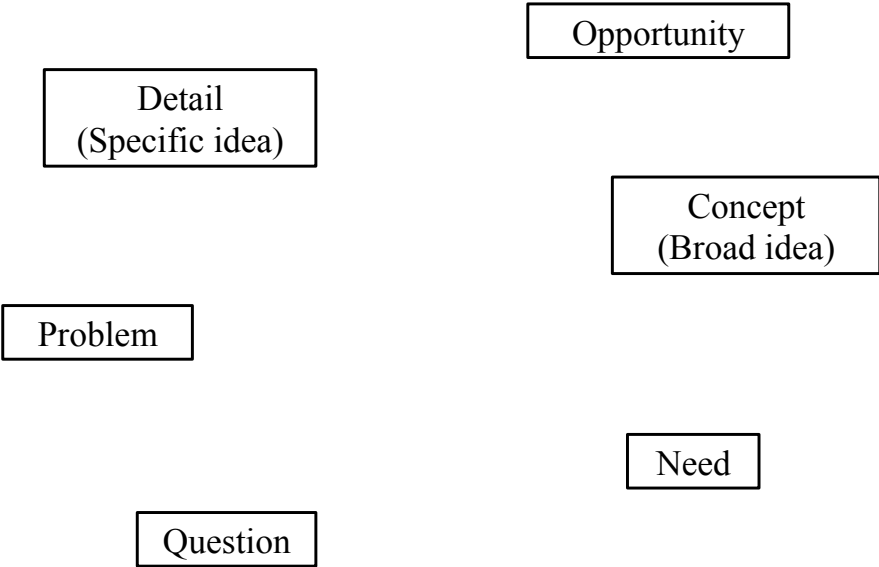 Opportunity
Detail
(Specific idea)
Concept
(Broad idea)
Problem
Need
Question